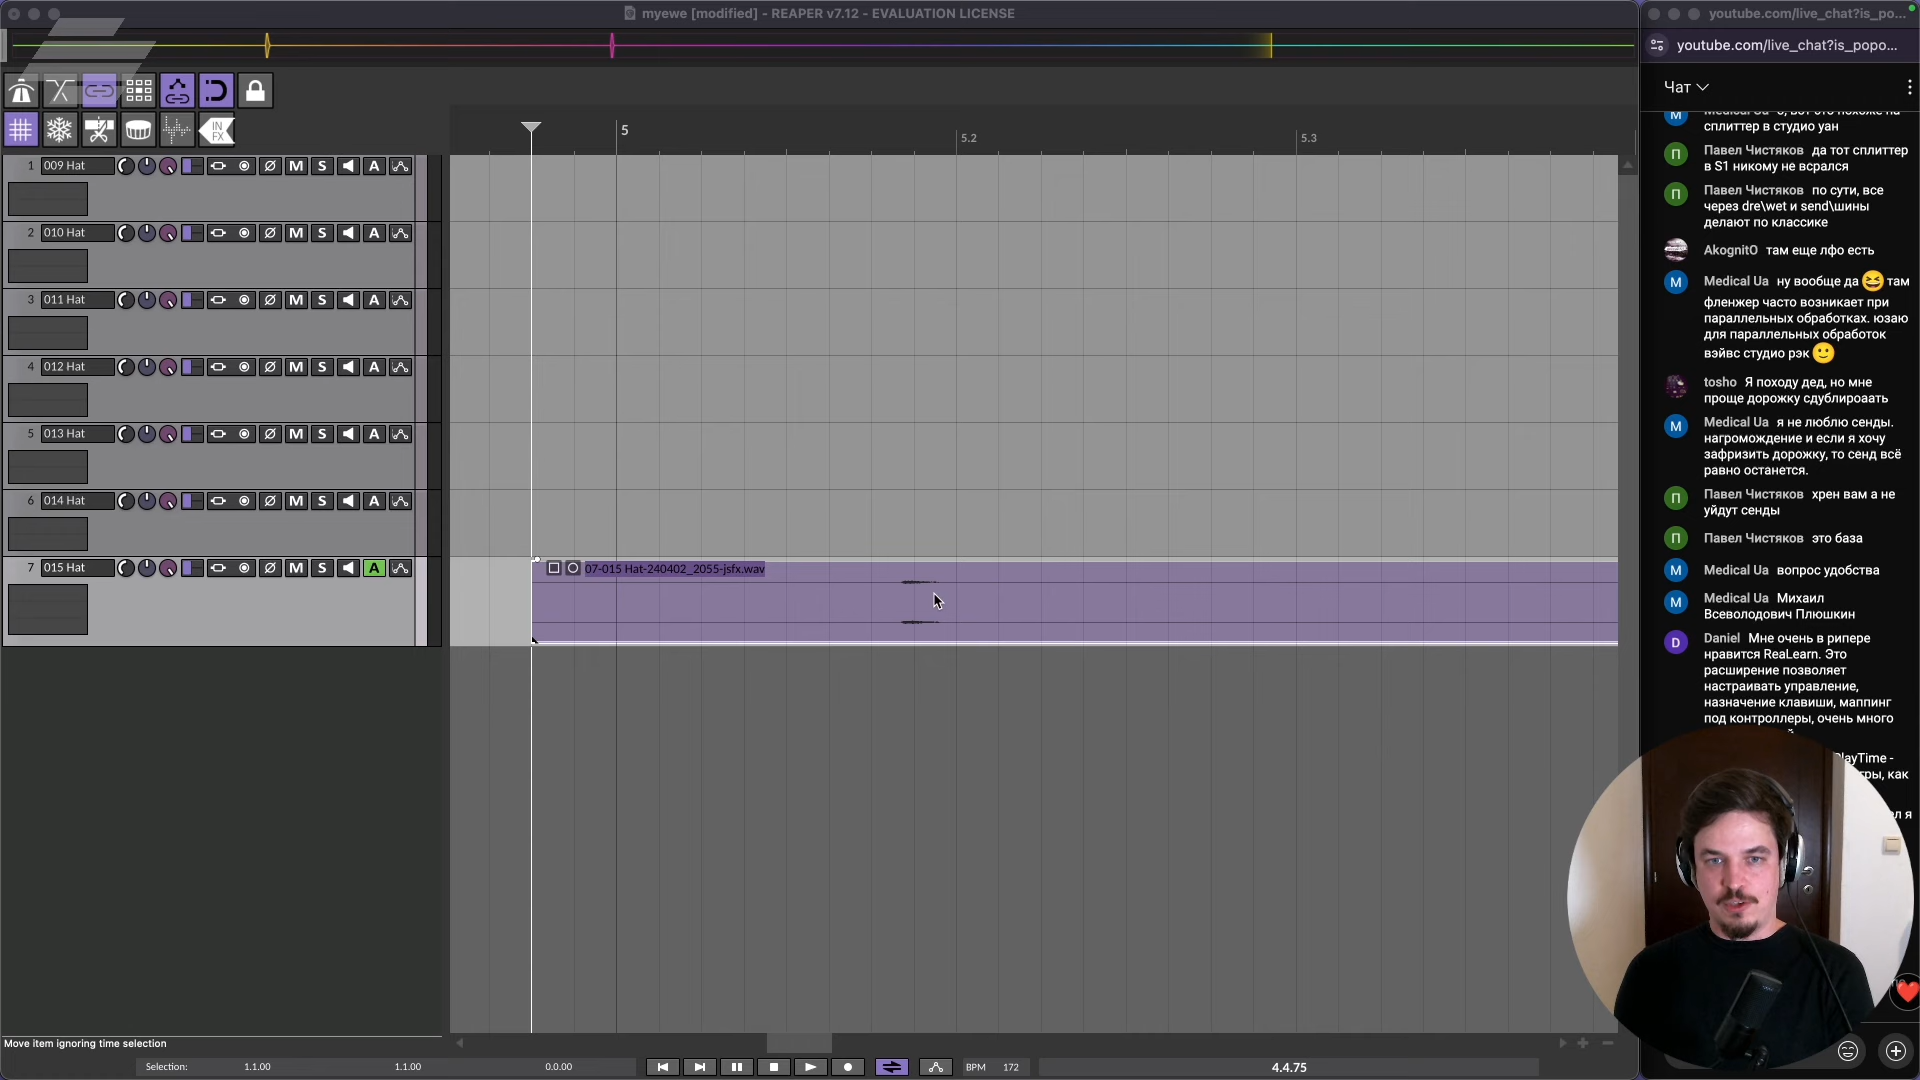 myewe [modified] - REAPER v7.12 - EVALUATION LICENSE
youtube.com/live_chat?is_po...
youtube.com/live_chat?is_popo...
Чат
IN
FX
5
5.2
5.3
1 009 Hat M S A
2 010 Hat M S A
3 011 Hat M S A
4 012 Hat M S A
5 013 Hat M S A
6 014 Hat M S A
7 015 Hat M S A
07-015 Hat-240402_2055-jsfx.wav
M
сплиттер в студио уан
П Павел Чистяков да тот сплиттер
в S1 никому не всрался
П Павел Чистяков по сути, все
через dre\wet и send\шины
делают по классике
AkognitO там еще лфо есть
M Medical Ua ну вообще да 😆 там
фленжер часто возникает при
параллельных обработках. юзаю
для параллельных обработок
вэйвс студио рэк 🙂
tosho Я походу дед, но мне
проще дорожку сдублироаать
M Medical Ua я не люблю сенды.
нагромождение и если я хочу
зафризить дорожку, то сенд всё
равно останется.
П Павел Чистяков хрен вам а не
уйдут сенды
П Павел Чистяков это база
M Medical Ua вопрос удобства
M Medical Ua Михаил
Всеволодович Плюшкин
D Daniel Мне очень в рипере
нравится ReaLearn. Это
расширение позволяет
настраивать управление,
назначение клавиши, маппинг
под контроллеры, очень много
layTime -
как
л я
Move item ignoring time selection
Selection: 1.1.00 1.1.00 0.0.00
BPM 172
4.4.75